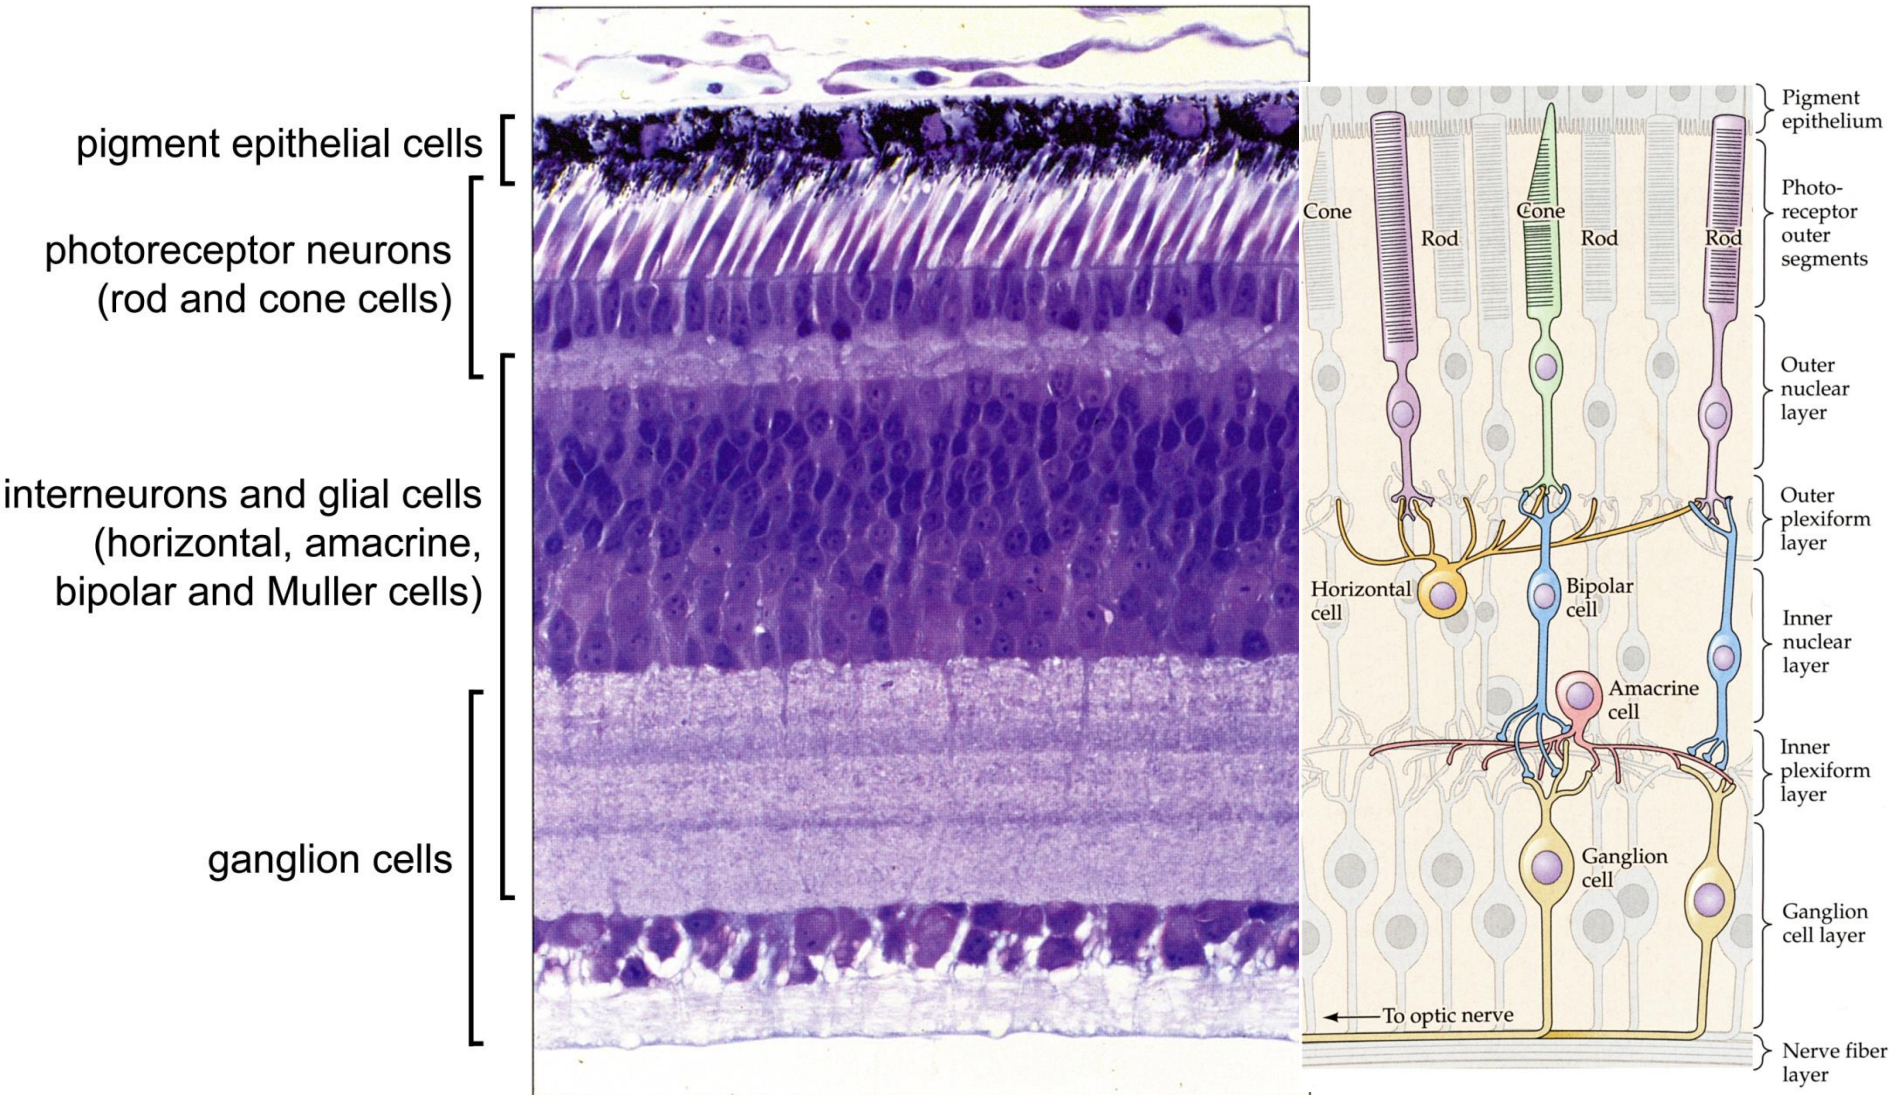 pigment epithelial cells
photoreceptor neurons
(rod and cone cells)
interneurons and glial cells
(horizontal, amacrine,
bipolar and Muller cells)
ganglion cells
Cone
Rod
Cone
Rod
Rod
Horizontal
cell
Bipolar
cell
Amacrine
cell
Ganglion
cell
To optic nerve
Pigment
epithelium
Photo-
receptor
outer
segments
Outer
nuclear
layer
Outer
plexiform
layer
Inner
nuclear
layer
Inner
plexiform
layer
Ganglion
cell layer
Nerve fiber
layer